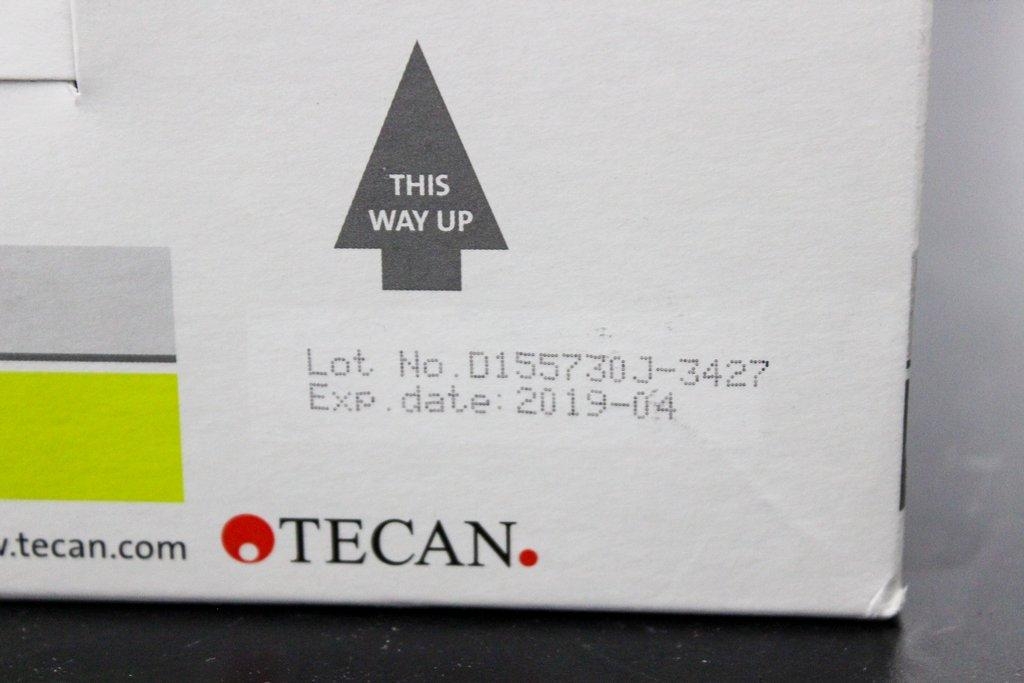 THIS
WAY UP
Lot No.D155730J-3427
Exp.date:2019-04
.tecan.com
TECAN.